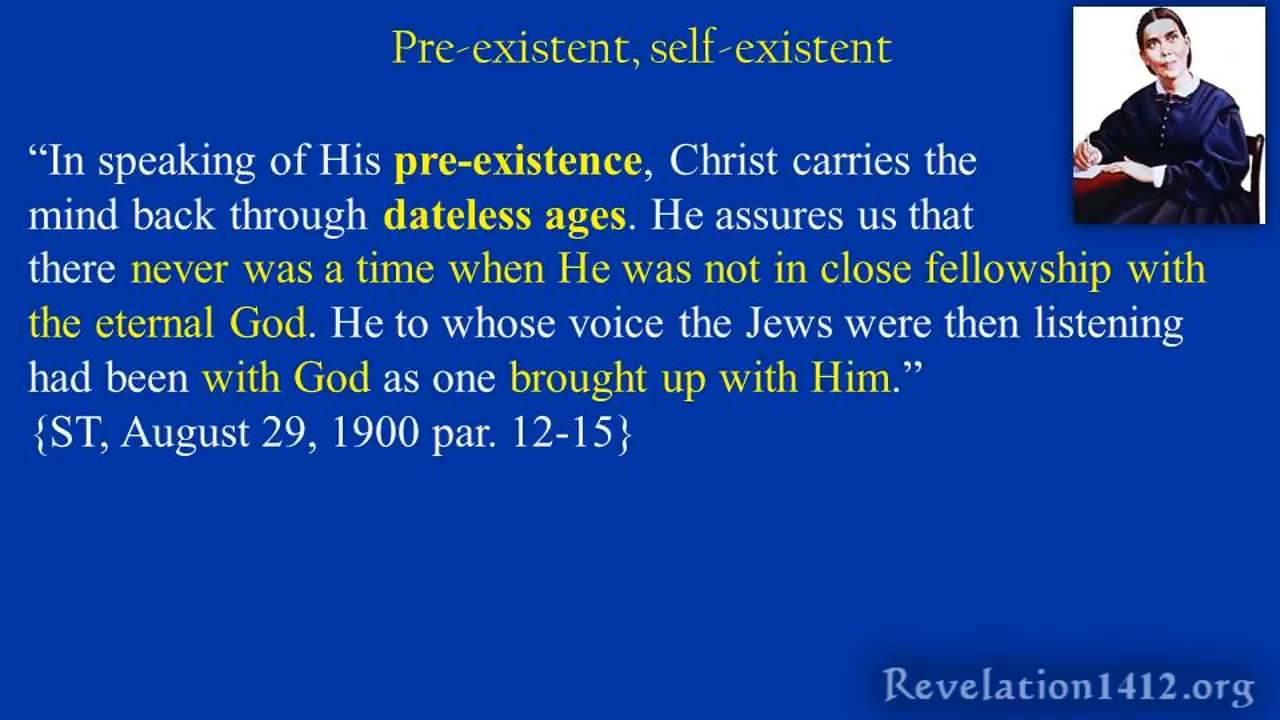 Pre-existent, self-existent
“In speaking of His pre-existence, Christ carries the
mind back through dateless ages. He assures us that
there never was a time when He was not in close fellowship with
the eternal God. He to whose voice the Jews were then listening
had been with God as one brought up with Him.”
{ST, August 29, 1900 par. 12-15}
Revelation1412.org